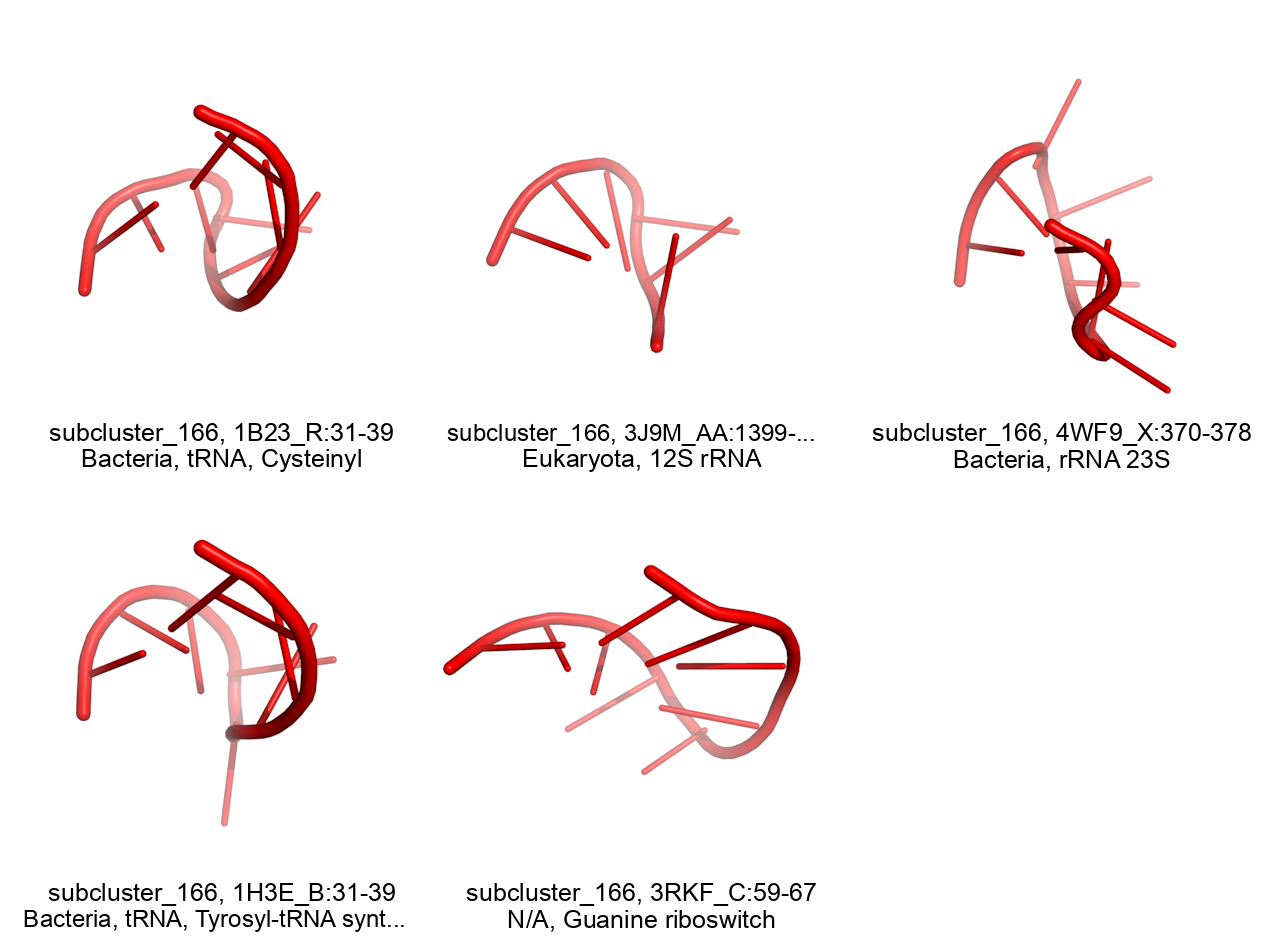 subcluster_166, 1B23_R:31-39
Bacteria, tRNA, Cysteinyl
subcluster_166, 3J9M_AA:1399-...
Eukaryota, 12S rRNA
subcluster_166, 4WF9_X:370-378
Bacteria, rRNA 23S
subcluster_166, 1H3E_B:31-39
Bacteria, tRNA, Tyrosyl-tRNA synt...
subcluster_166, 3RKF_C:59-67
N/A, Guanine riboswitch